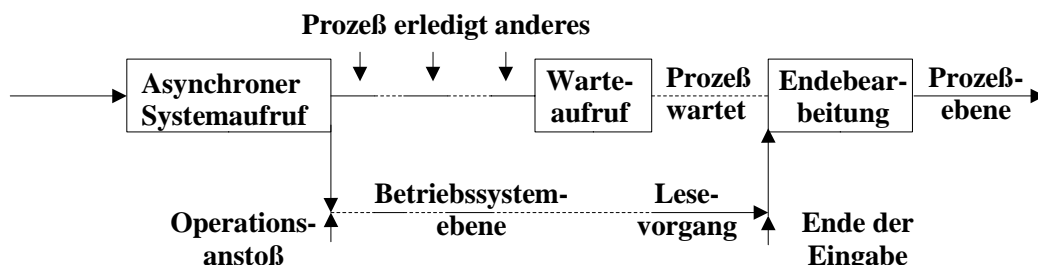 Prozeß erledigt anderes
Asynchroner
Systemaufruf
Warte-
aufruf
Prozeß
wartet
Endebear-
beitung
Prozeß-
ebene
Operations-
anstoß
Betriebssystem-
ebene
Lese-
vorgang
Ende der
Eingabe